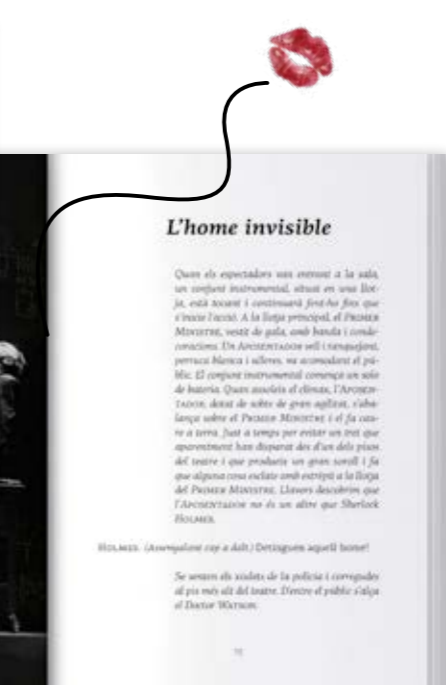 L'home invisible
Quan els espectadors van entrant a la sala,
un conjunt instrumental, situat en una llot-
ja, està tocant i continuarà fent-ho fins que
s'inicie l'acció. A la llotja principal, el PRIMER
MINISTRE, vestit de gala, amb banda i conde-
coracions. Un APOSENTADOR vell i ranquejant,
perruca blanca i ulleres, va acomodant el pú-
blic. El conjunt instrumental comença un solo
de bateria. Quan assoleix el clímax, l'APOSEN-
TADOR, dotat de sobte de gran agilitat, s'aba-
lança sobre el PRIMER MINISTRE i el fa cau-
re a terra. Just a temps per evitar un tret que
aparentment han disparat des d'un dels pisos
del teatre i que produeix un gran soroll i fa
que alguna cosa esclate amb estrèpit a la llotja
del PRIMER MINISTRE. Llavors descobrim que
l'APOSENTADOR no és un altre que Sherlock
HOLMES.
HOLMES. (Assenyalant cap a dalt.) Detinguen aquell home!
Se senten els xiulets de la policia i corregudes
al pis més alt del teatre. D'entre el públic s'alça
el DOCTOR WATSON.